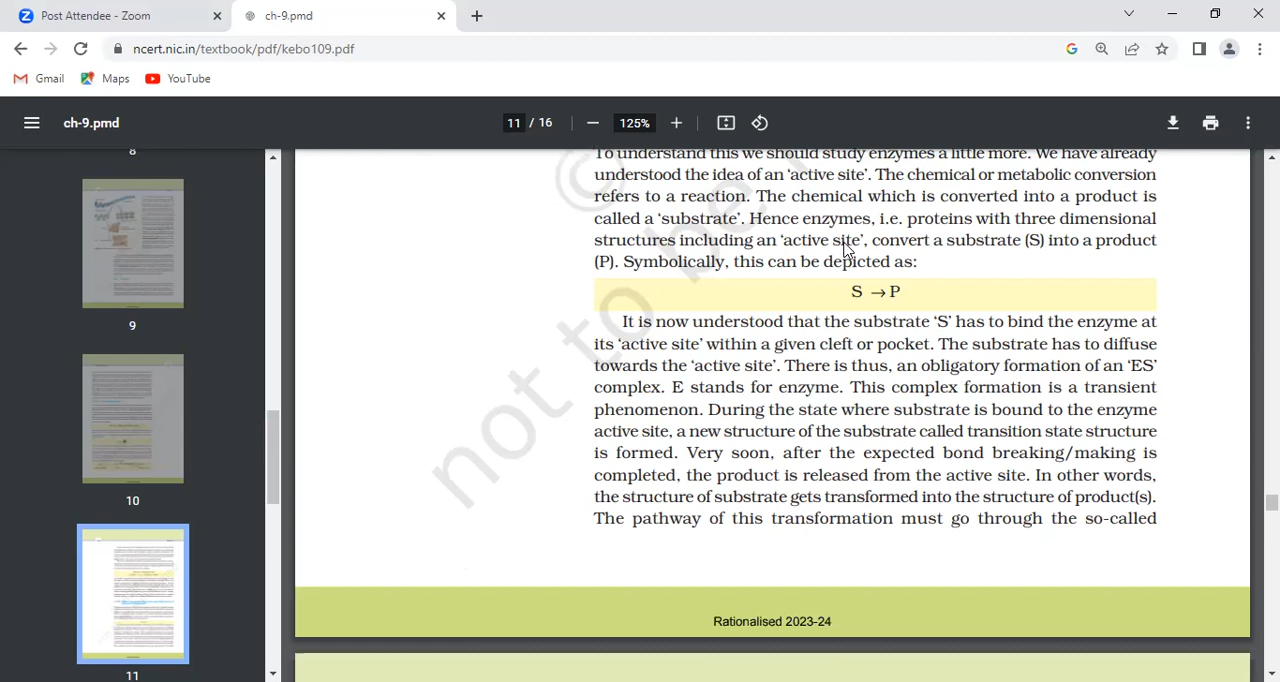 Post Attendee - Zoom
ch-9.pmd
ncert.nic.in/textbook/pdf/kebo109.pdf
Gmail
Maps
YouTube
ch-9.pmd
11 / 16
125%
8
9
10
11
To understand this we should study enzymes a little more. We have already
understood the idea of an 'active site'. The chemical or metabolic conversion
refers to a reaction. The chemical which is converted into a product is
called a 'substrate'. Hence enzymes, i.e. proteins with three dimensional
structures including an 'active site', convert a substrate (S) into a product
(P). Symbolically, this can be depicted as:
S → P
It is now understood that the substrate 'S' has to bind the enzyme at
its 'active site' within a given cleft or pocket. The substrate has to diffuse
towards the 'active site'. There is thus, an obligatory formation of an 'ES'
complex. E stands for enzyme. This complex formation is a transient
phenomenon. During the state where substrate is bound to the enzyme
active site, a new structure of the substrate called transition state structure
is formed. Very soon, after the expected bond breaking/making is
completed, the product is released from the active site. In other words,
the structure of substrate gets transformed into the structure of product(s).
The pathway of this transformation must go through the so-called
©
not to be
Rationalised 2023-24